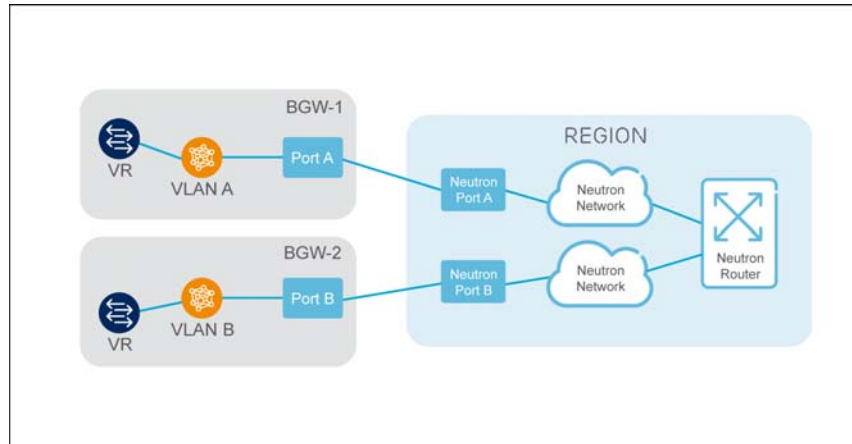 BGW-1
VR
VLAN A
Port A
BGW-2
VR
VLAN B
Port B
REGION
Neutron
Port A
Neutron
Network
Neutron
Port B
Neutron
Network
Neutron
Router